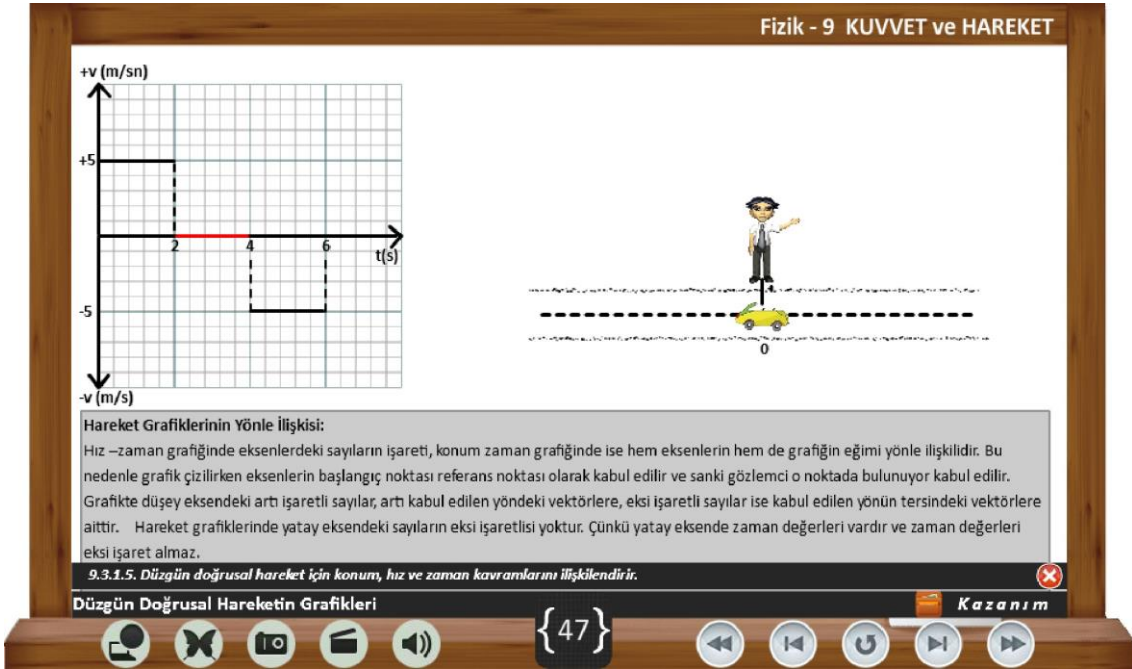 Fizik - 9 KUVVET ve HAREKET
+v (m/sn)
+5
2
4
6
t(s)
-5
-v (m/s)
0
Hareket Grafiklerinin Yönle İlişkisi:
Hız –zaman grafiğinde eksenlerdeki sayıların işareti, konum zaman grafiğinde ise hem eksenlerin hem de grafiğin eğimi yönle ilişkilidir. Bu
nedenle grafik çizilirken eksenlerin başlangıç noktası referans noktası olarak kabul edilir ve sanki gözlemci o noktada bulunuyor kabul edilir.
Grafikte düşey eksendeki artı işaretli sayılar, artı kabul edilen yöndeki vektörlere, eksi işaretli sayılar ise kabul edilen yönün tersindeki vektörlere
aittir. Hareket grafiklerinde yatay eksendeki sayıların eksi işaretlisi yoktur. Çünkü yatay eksende zaman değerleri vardır ve zaman değerleri
eksi işaret almaz.
9.3.1.5. Düzgün doğrusal hareket için konum, hız ve zaman kavramlarını ilişkilendirir.
Düzgün Doğrusal Hareketin Grafikleri
Kazanım
{47}